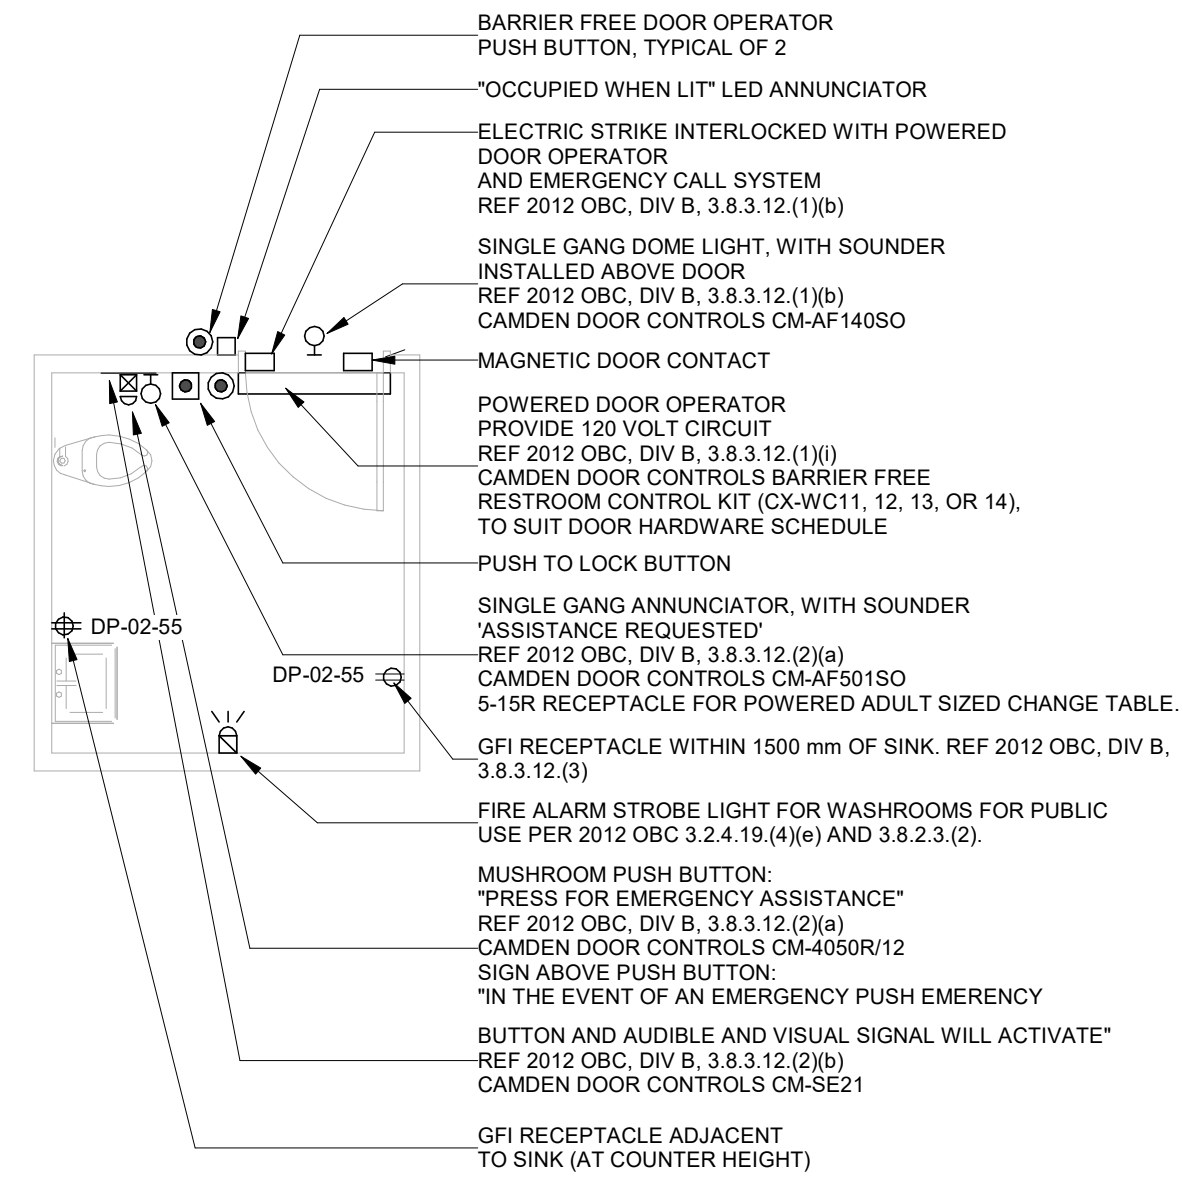 BARRIER FREE DOOR OPERATOR
PUSH BUTTON, TYPICAL OF 2
"OCCUPIED WHEN LIT" LED ANNUNCIATOR
ELECTRIC STRIKE INTERLOCKED WITH POWERED
DOOR OPERATOR
AND EMERGENCY CALL SYSTEM
REF 2012 OBC, DIV B, 3.8.3.12.(1)(b)
SINGLE GANG DOME LIGHT, WITH SOUNDER
INSTALLED ABOVE DOOR
REF 2012 OBC, DIV B, 3.8.3.12.(1)(b)
CAMDEN DOOR CONTROLS CM-AF140SO
MAGNETIC DOOR CONTACT
POWERED DOOR OPERATOR
PROVIDE 120 VOLT CIRCUIT
REF 2012 OBC, DIV B, 3.8.3.12.(1)(i)
CAMDEN DOOR CONTROLS BARRIER FREE
RESTROOM CONTROL KIT (CX-WC11, 12, 13, OR 14),
TO SUIT DOOR HARDWARE SCHEDULE
PUSH TO LOCK BUTTON
SINGLE GANG ANNUNCIATOR, WITH SOUNDER
'ASSISTANCE REQUESTED'
REF 2012 OBC, DIV B, 3.8.3.12.(2)(a)
CAMDEN DOOR CONTROLS CM-AF501SO
5-15R RECEPTACLE FOR POWERED ADULT SIZED CHANGE TABLE.
GFI RECEPTACLE WITHIN 1500 mm OF SINK. REF 2012 OBC, DIV B,
3.8.3.12.(3)
FIRE ALARM STROBE LIGHT FOR WASHROOMS FOR PUBLIC
USE PER 2012 OBC 3.2.4.19.(4)(e) AND 3.8.2.3.(2).
MUSHROOM PUSH BUTTON:
"PRESS FOR EMERGENCY ASSISTANCE"
REF 2012 OBC, DIV B, 3.8.3.12.(2)(a)
CAMDEN DOOR CONTROLS CM-4050R/12
SIGN ABOVE PUSH BUTTON:
"IN THE EVENT OF AN EMERGENCY PUSH EMERENCY
BUTTON AND AUDIBLE AND VISUAL SIGNAL WILL ACTIVATE"
REF 2012 OBC, DIV B, 3.8.3.12.(2)(b)
CAMDEN DOOR CONTROLS CM-SE21
GFI RECEPTACLE ADJACENT
TO SINK (AT COUNTER HEIGHT)
DP-02-55
DP-02-55